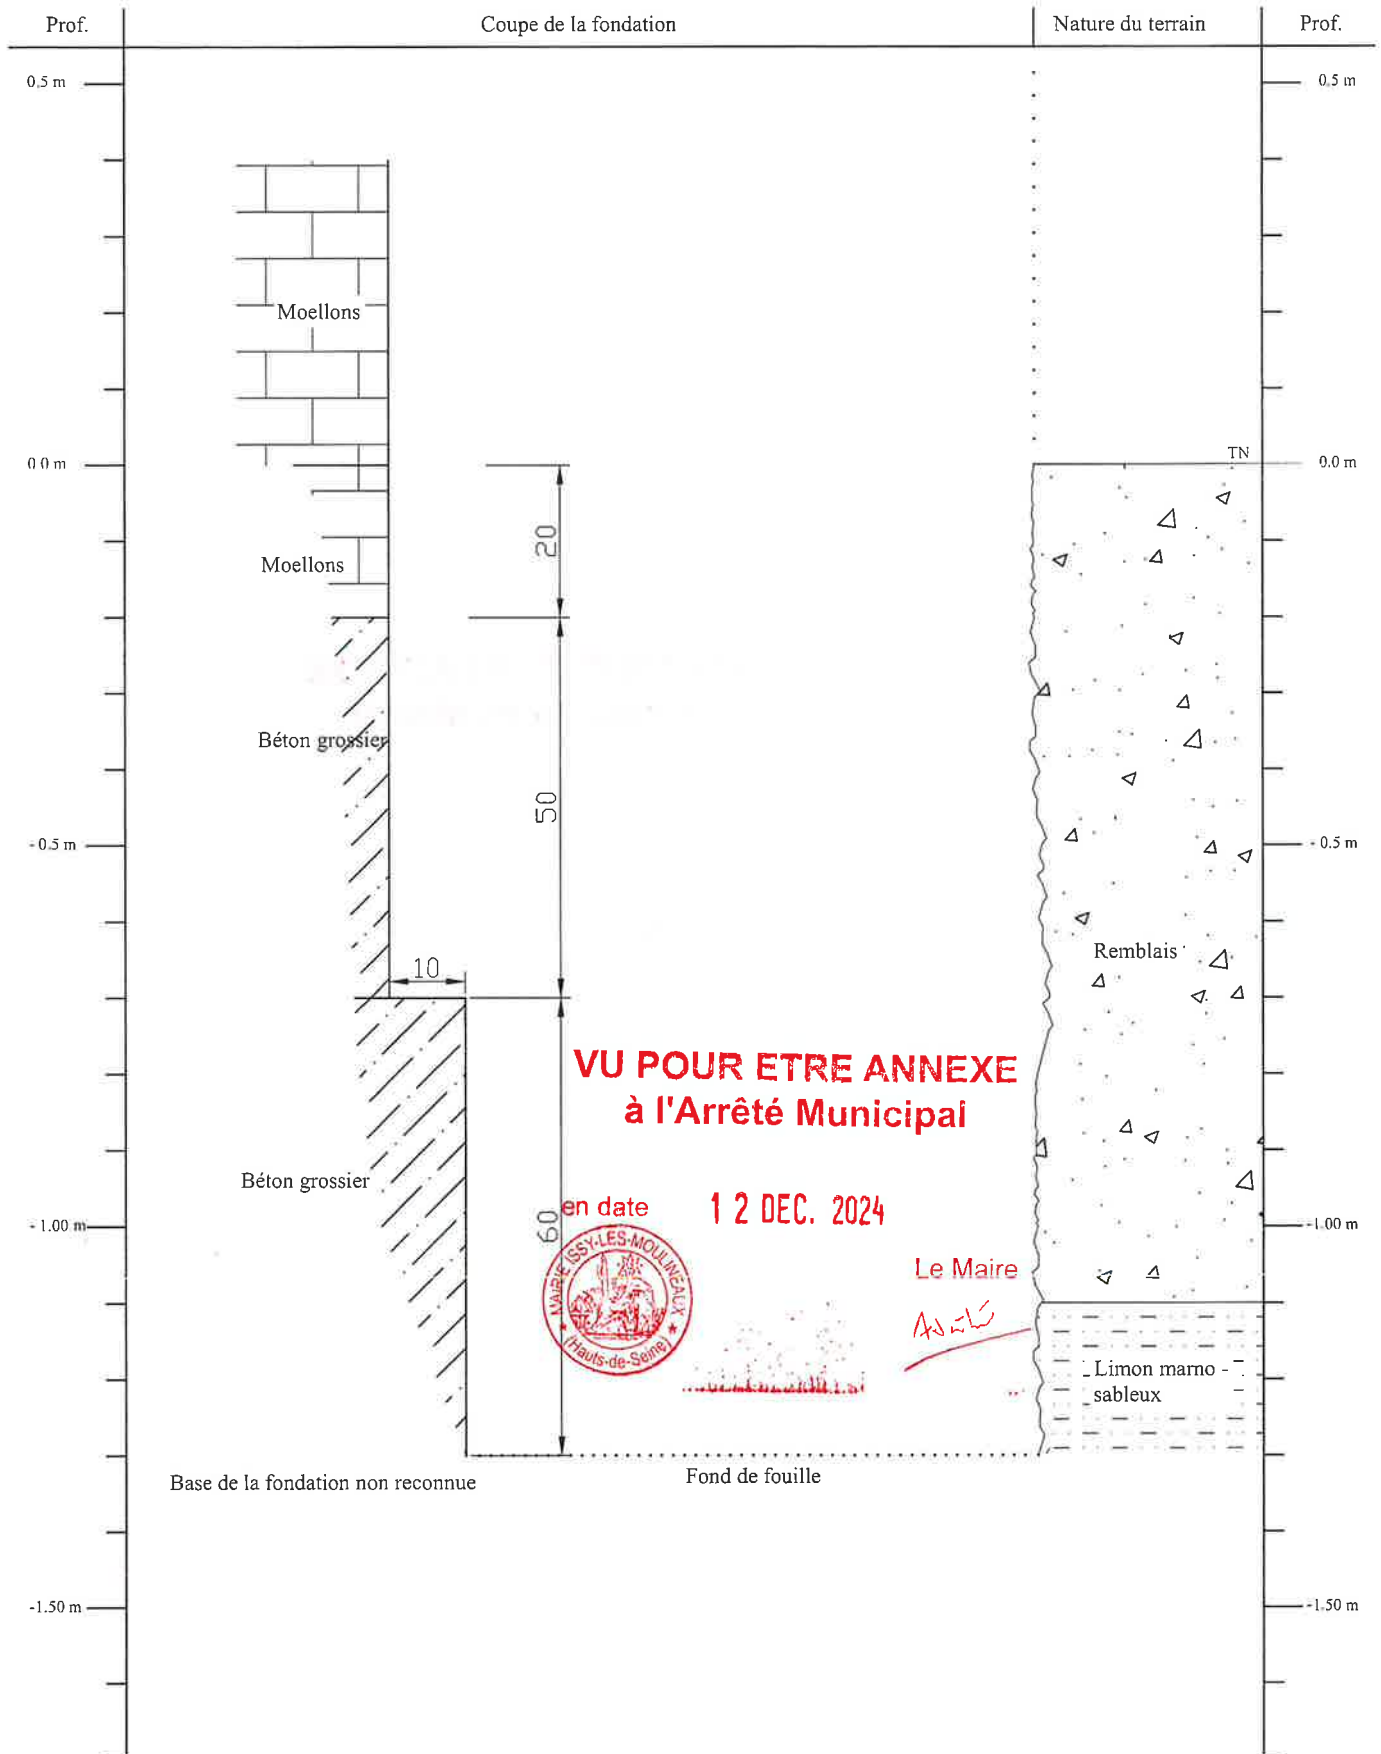 Prof.
Coupe de la fondation
Nature du terrain
Prof.
0,5 m
0,5 m
Moellons
0.0 m
TN
0.0 m
20
Moellons
Béton grossier
50
-0.5 m
-0.5 m
Remblais
10
VU POUR ETRE ANNEXE
à l'Arrêté Municipal
Béton grossier
en date
12 DEC. 2024
60
-1.00 m
-1.00 m
MAIRIE ISSY-LES-MOULINEAUX
(Hauts-de-Seine)
Le Maire
Limon marno -
sableux
Base de la fondation non reconnue
Fond de fouille
-1.50 m
-1.50 m